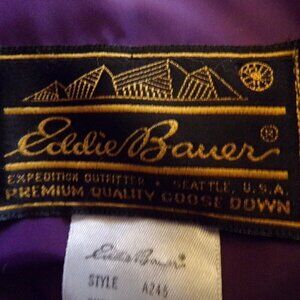 Eddie Bauer®
EXPEDITION OUTFITTER • SEATTLE, U.S.A.
PREMIUM QUALITY GOOSE DOWN
Eddie Bauer®
STYLE A245